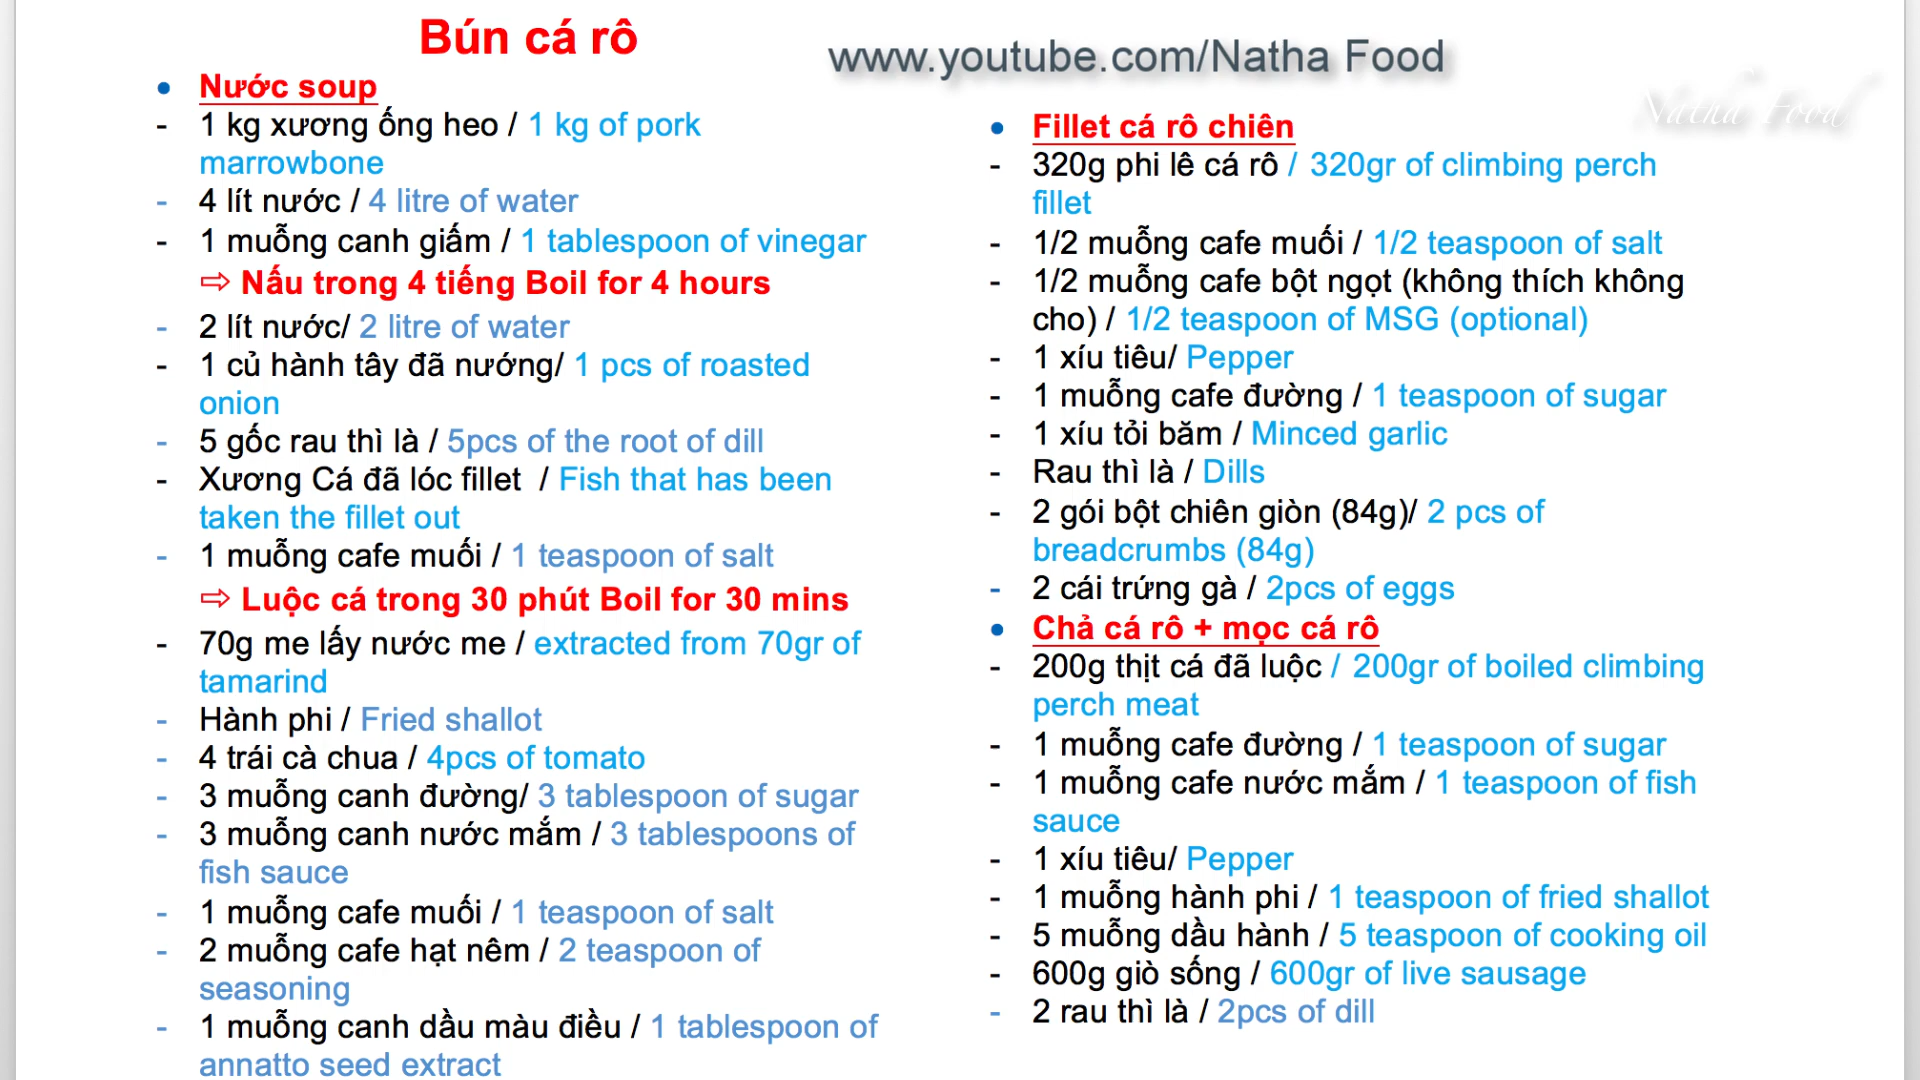 Bún cá rô
www.youtube.com/Natha Food
Natha Food
• Nước soup
- 1 kg xương ống heo / 1 kg of pork
marrowbone
- 4 lít nước / 4 litre of water
- 1 muỗng canh giấm / 1 tablespoon of vinegar
⇨ Nấu trong 4 tiếng Boil for 4 hours
- 2 lít nước/ 2 litre of water
- 1 củ hành tây đã nướng/ 1 pcs of roasted
onion
- 5 gốc rau thì là / 5pcs of the root of dill
- Xương Cá đã lóc fillet / Fish that has been
taken the fillet out
- 1 muỗng cafe muối / 1 teaspoon of salt
⇨ Luộc cá trong 30 phút Boil for 30 mins
- 70g me lấy nước me / extracted from 70gr of
tamarind
- Hành phi / Fried shallot
- 4 trái cà chua / 4pcs of tomato
- 3 muỗng canh đường/ 3 tablespoon of sugar
- 3 muỗng canh nước mắm / 3 tablespoons of
fish sauce
- 1 muỗng cafe muối / 1 teaspoon of salt
- 2 muỗng cafe hạt nêm / 2 teaspoon of
seasoning
- 1 muỗng canh dầu màu điều / 1 tablespoon of
annatto seed extract
• Fillet cá rô chiên
- 320g phi lê cá rô / 320gr of climbing perch
fillet
- 1/2 muỗng cafe muối / 1/2 teaspoon of salt
- 1/2 muỗng cafe bột ngọt (không thích không
cho) / 1/2 teaspoon of MSG (optional)
- 1 xíu tiêu/ Pepper
- 1 muỗng cafe đường / 1 teaspoon of sugar
- 1 xíu tỏi băm / Minced garlic
- Rau thì là / Dills
- 2 gói bột chiên giòn (84g)/ 2 pcs of
breadcrumbs (84g)
- 2 cái trứng gà / 2pcs of eggs
• Chả cá rô + mọc cá rô
- 200g thịt cá đã luộc / 200gr of boiled climbing
perch meat
- 1 muỗng cafe đường / 1 teaspoon of sugar
- 1 muỗng cafe nước mắm / 1 teaspoon of fish
sauce
- 1 xíu tiêu/ Pepper
- 1 muỗng hành phi / 1 teaspoon of fried shallot
- 5 muỗng dầu hành / 5 teaspoon of cooking oil
- 600g giò sống / 600gr of live sausage
- 2 rau thì là / 2pcs of dill